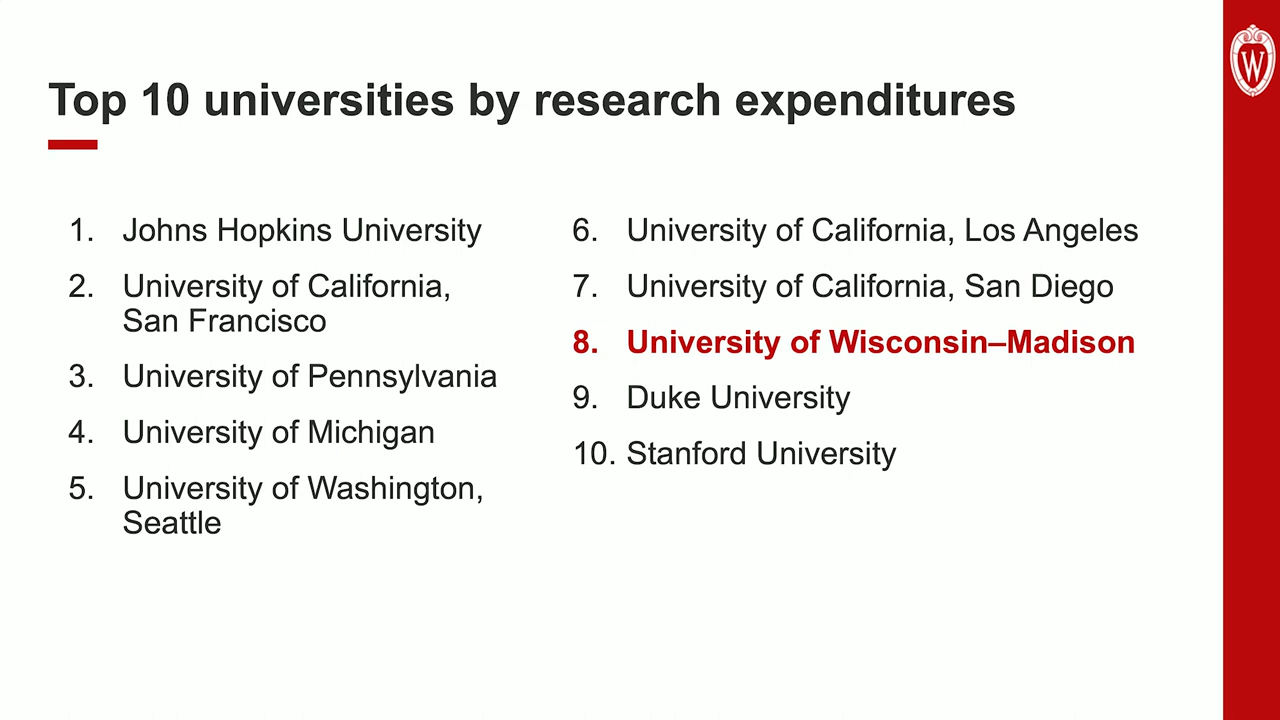 Top 10 universities by research expenditures
1. Johns Hopkins University
2. University of California,
San Francisco
3. University of Pennsylvania
4. University of Michigan
5. University of Washington,
Seattle
6. University of California, Los Angeles
7. University of California, San Diego
8. University of Wisconsin–Madison
9. Duke University
10. Stanford University
W